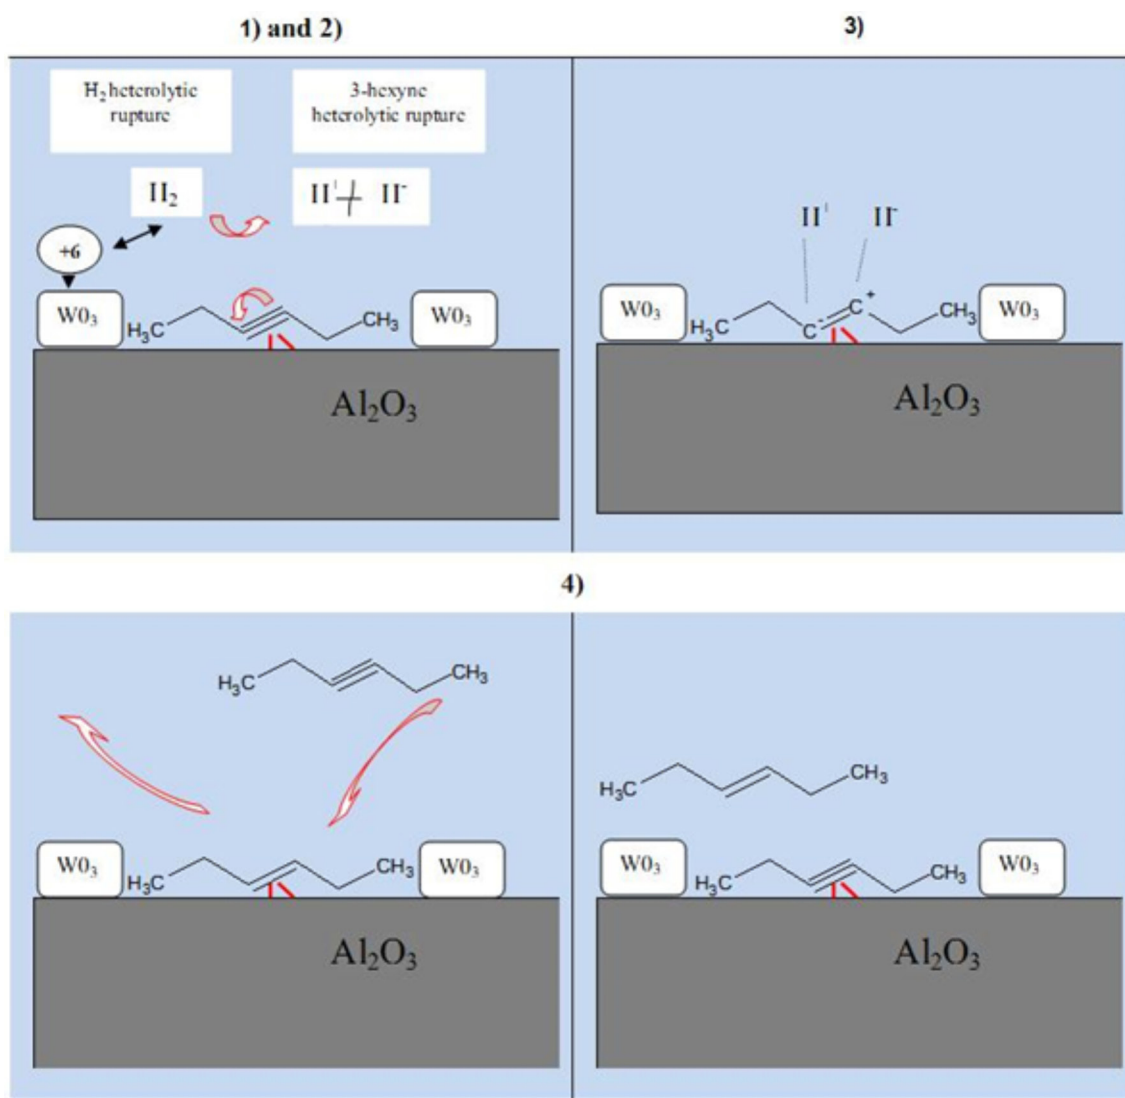 1) and 2)
3)
H2 heterolytic
rupture
3-hexyne
heterolytic rupture
H2
H+ H-
+6
W03
H3C
CH3
W03
Al2O3
H+ H-
W03
H3C
C-
C+
CH3
W03
Al2O3
4)
H3C
CH3
W03
H3C
CH3
W03
Al2O3
H3C
CH3
W03
H3C
CH3
W03
Al2O3